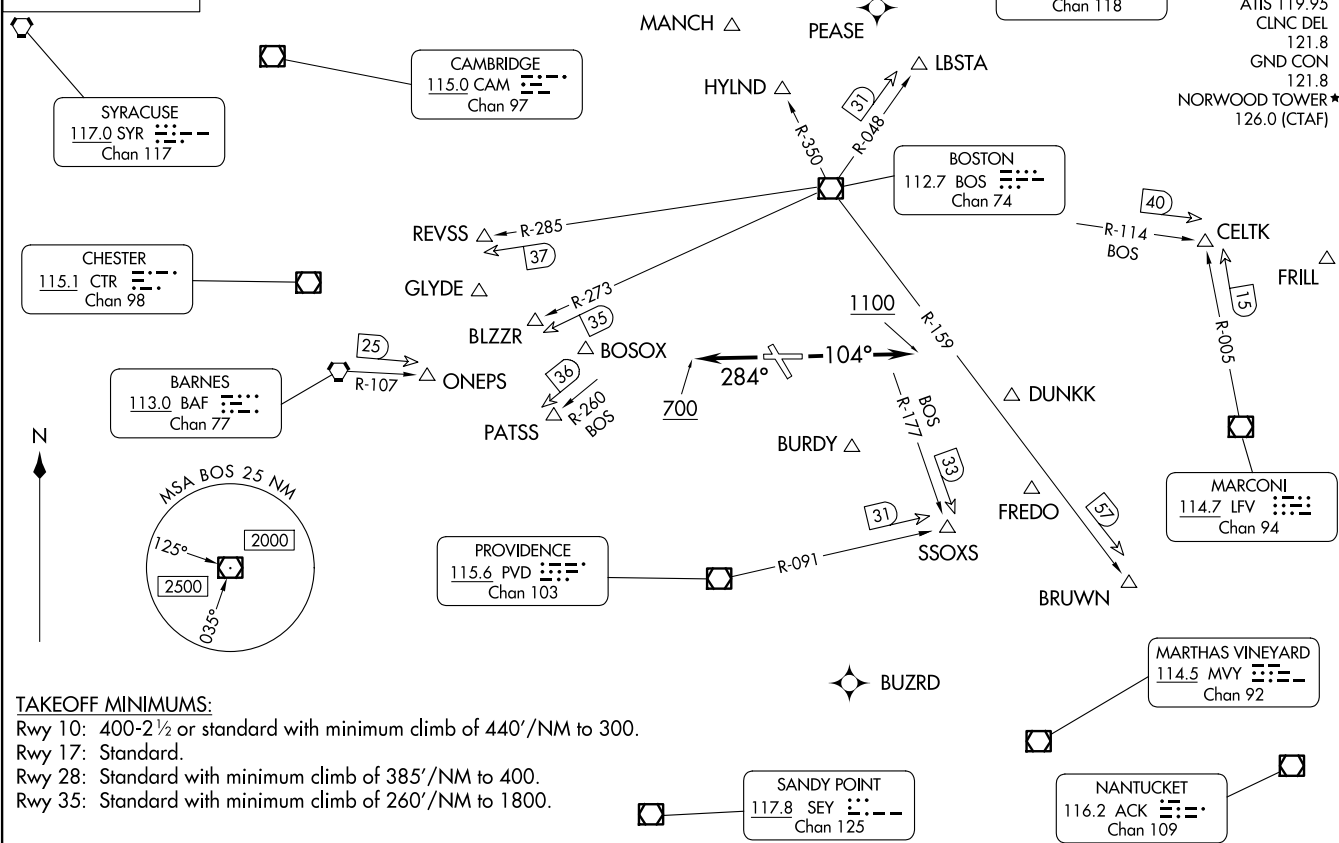 Chan 118
ATIS 119.95
CLNC DEL
121.8
GND CON
121.8
NORWOOD TOWER★
126.0 (CTAF)
MANCH
PEASE
CAMBRIDGE
115.0 CAM
Chan 97
HYLND
LBSTA
31
R-048
R-350
SYRACUSE
117.0 SYR
Chan 117
BOSTON
112.7 BOS
Chan 74
40
R-114
BOS
CELTK
FRILL
15
R-005
REVSS
R-285
37
CHESTER
115.1 CTR
Chan 98
GLYDE
R-273
35
BLZZR
BOSOX
1100
R-159
25
R-107
ONEPS
36
R-260
BOS
PATSS
284°
104°
700
BARNES
113.0 BAF
Chan 77
DUNKK
BOS
R-177
33
BURDY
N
MSA BOS 25 NM
125°
2000
2500
035°
FREDO
57
MARCONI
114.7 LFV
Chan 94
31
SSOXS
R-091
PROVIDENCE
115.6 PVD
Chan 103
BRUWN
BUZRD
MARTHAS VINEYARD
114.5 MVY
Chan 92
TAKEOFF MINIMUMS:
Rwy 10: 400-2½ or standard with minimum climb of 440'/NM to 300.
Rwy 17: Standard.
Rwy 28: Standard with minimum climb of 385'/NM to 400.
Rwy 35: Standard with minimum climb of 260'/NM to 1800.
SANDY POINT
117.8 SEY
Chan 125
NANTUCKET
116.2 ACK
Chan 109